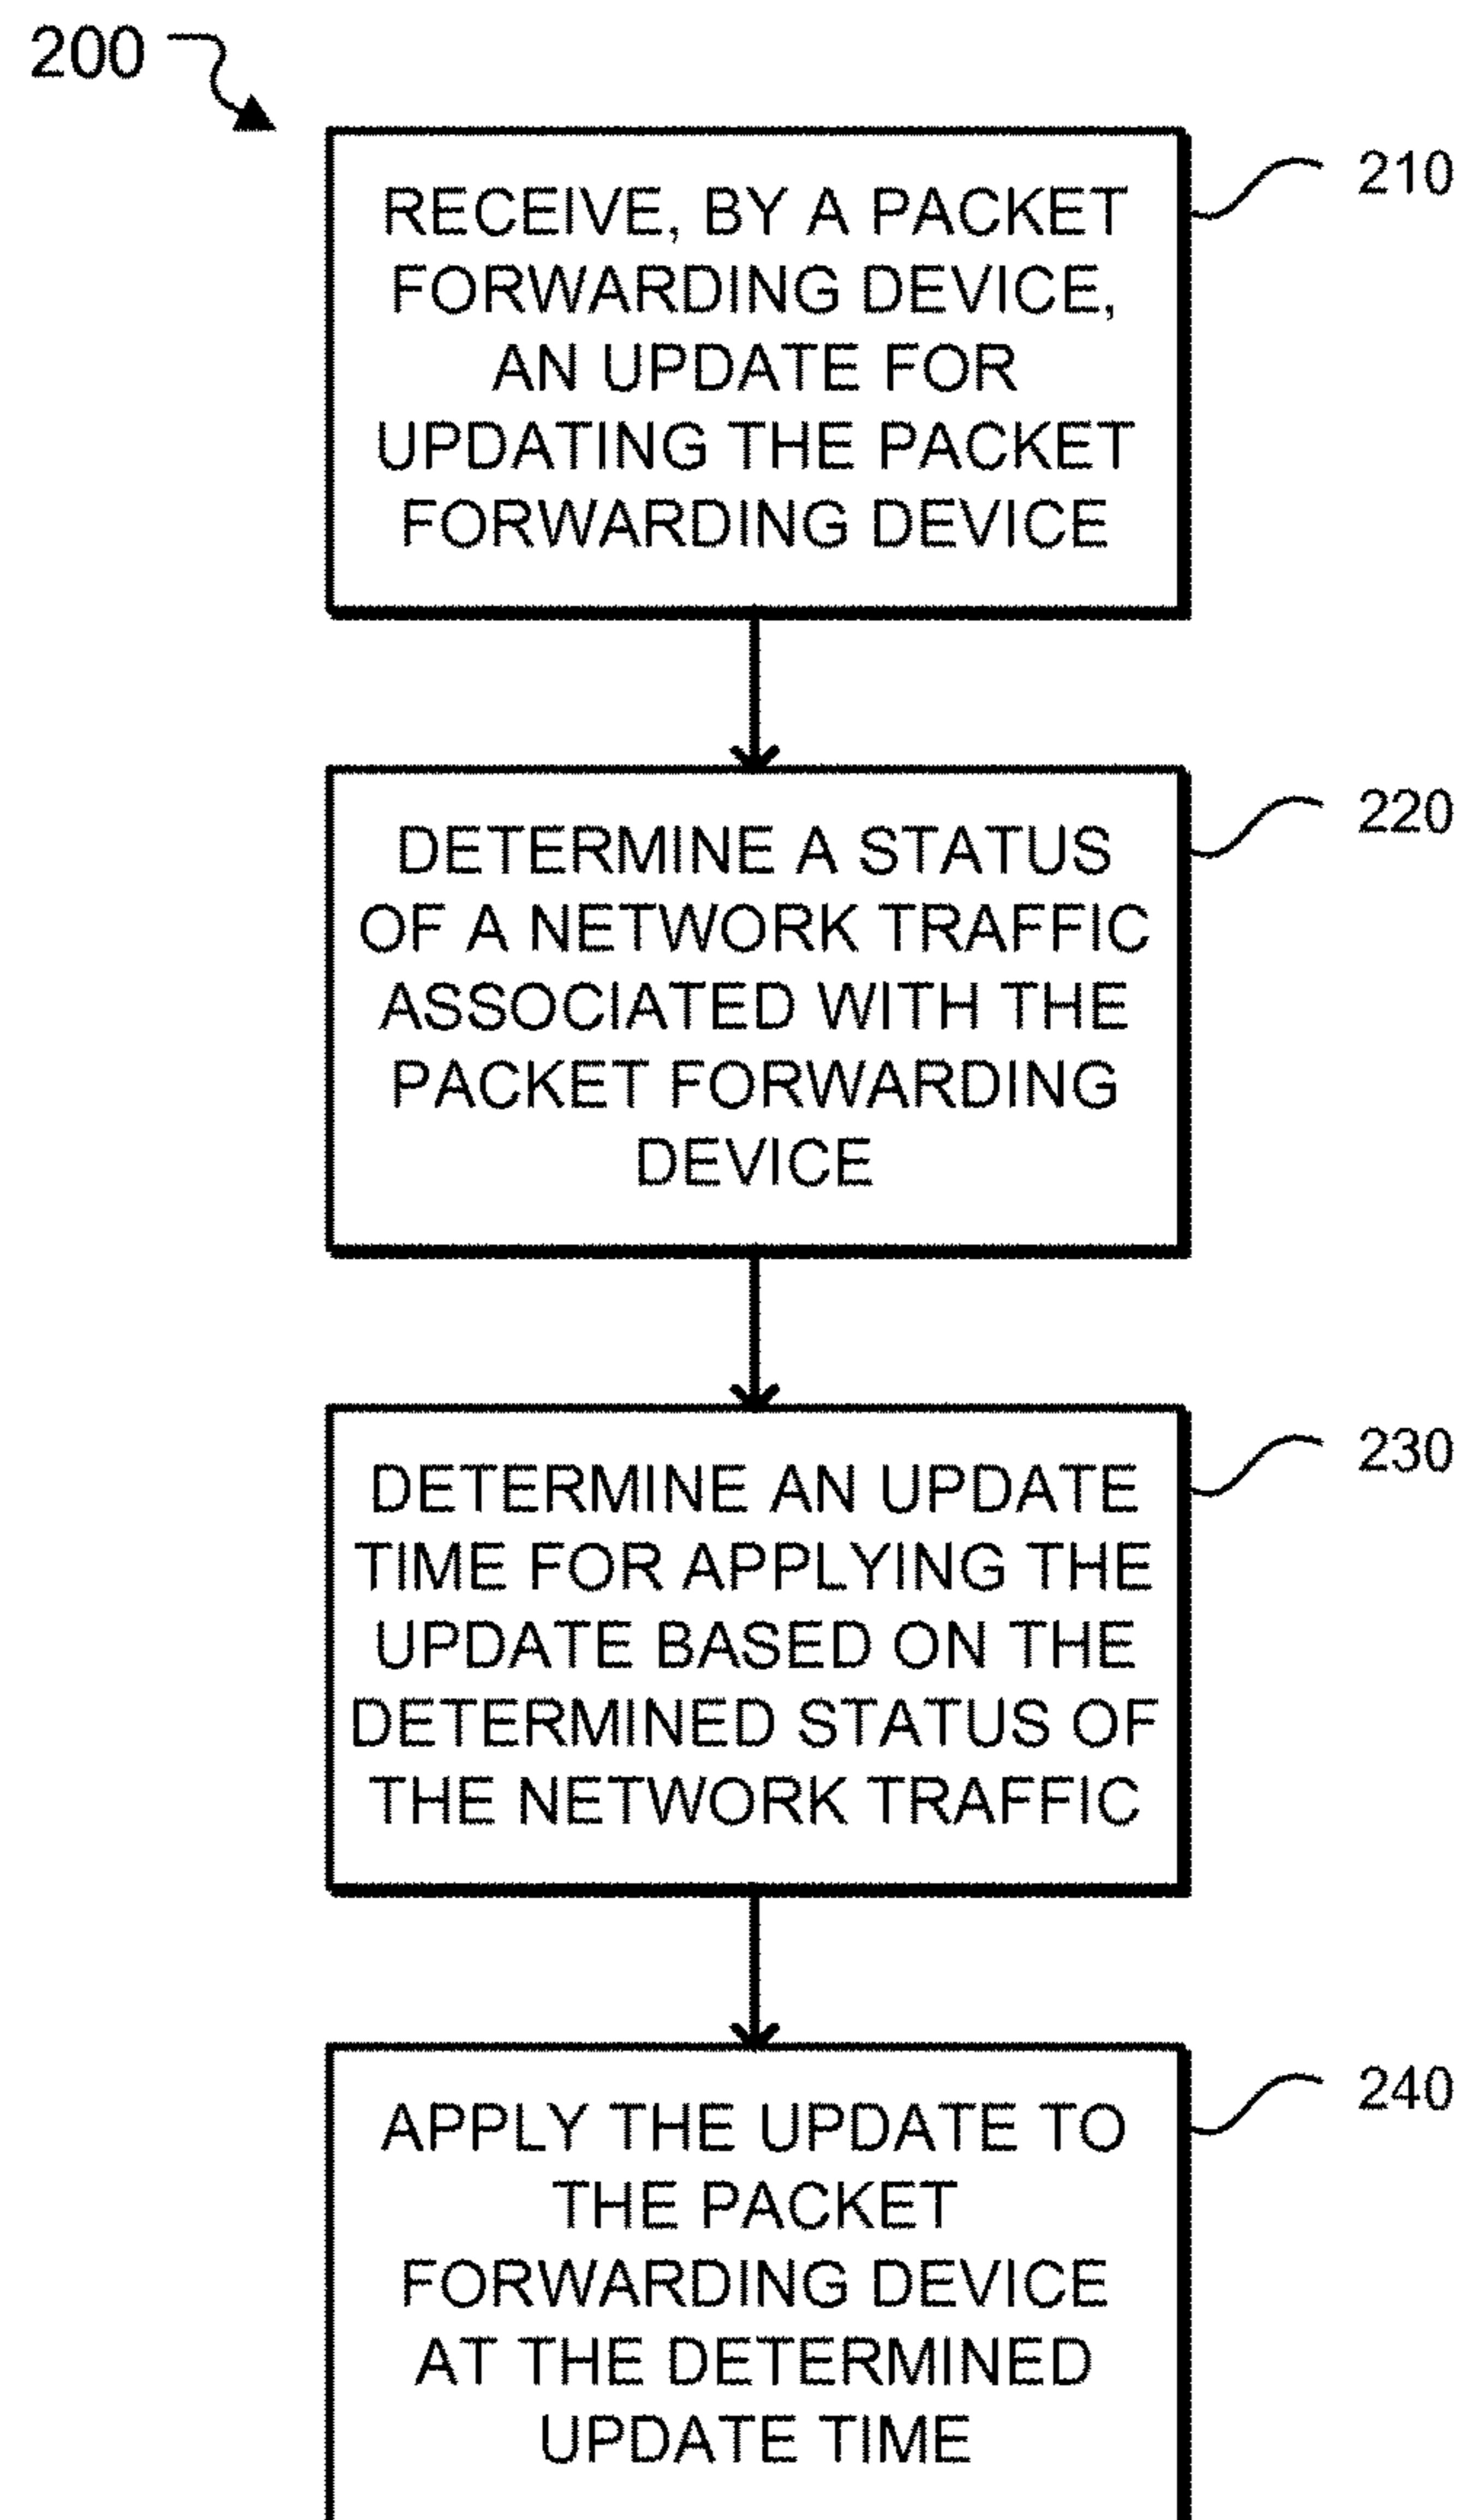 200
210
RECEIVE, BY A PACKET
FORWARDING DEVICE,
AN UPDATE FOR
UPDATING THE PACKET
FORWARDING DEVICE
220
DETERMINE A STATUS
OF A NETWORK TRAFFIC
ASSOCIATED WITH THE
PACKET FORWARDING
DEVICE
230
DETERMINE AN UPDATE
TIME FOR APPLYING THE
UPDATE BASED ON THE
DETERMINED STATUS OF
THE NETWORK TRAFFIC
240
APPLY THE UPDATE TO
THE PACKET
FORWARDING DEVICE
AT THE DETERMINED
UPDATE TIME